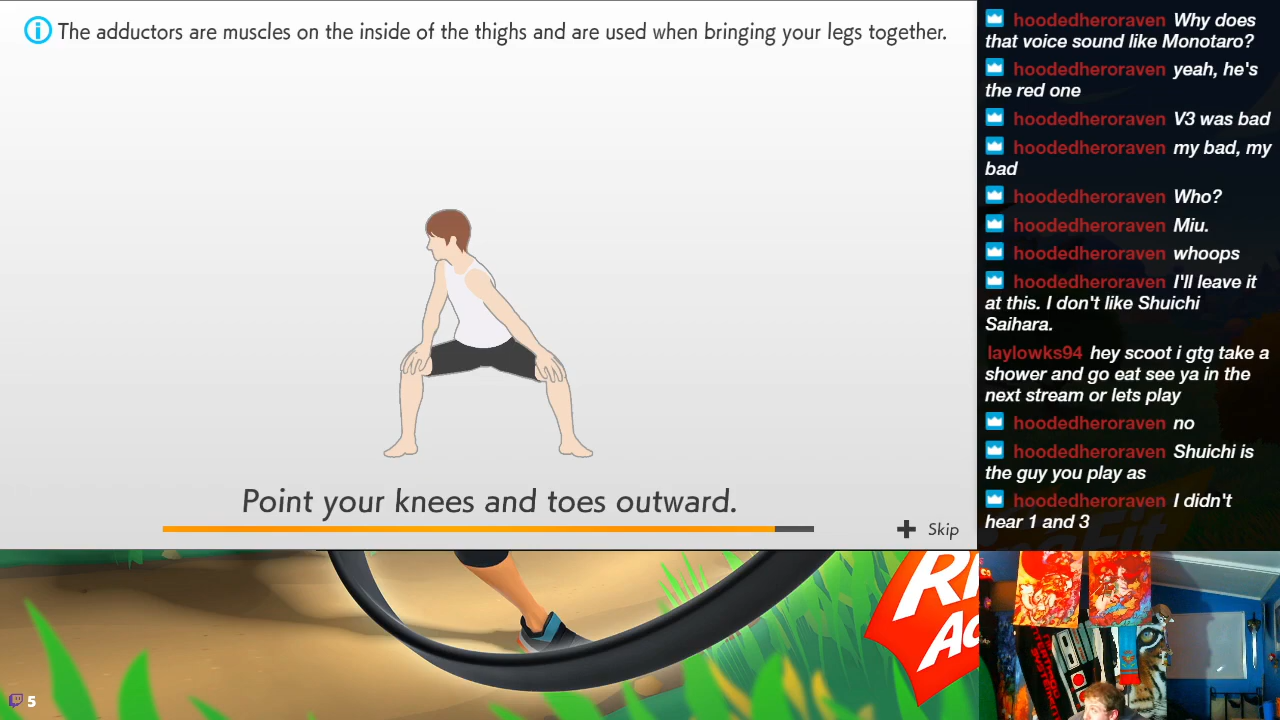 The adductors are muscles on the inside of the thighs and are used when bringing your legs together.
Point your knees and toes outward.
Skip
5
hoodedheroraven Why does
that voice sound like Monotaro?
hoodedheroraven yeah, he's
the red one
hoodedheroraven V3 was bad
hoodedheroraven my bad, my
bad
hoodedheroraven Who?
hoodedheroraven Miu.
hoodedheroraven whoops
hoodedheroraven I'll leave it
at this. I don't like Shuichi
Saihara.
laylowks94 hey scoot i gtg take a
shower and go eat see ya in the
next stream or lets play
hoodedheroraven no
hoodedheroraven Shuichi is
the guy you play as
hoodedheroraven I didn't
hear 1 and 3